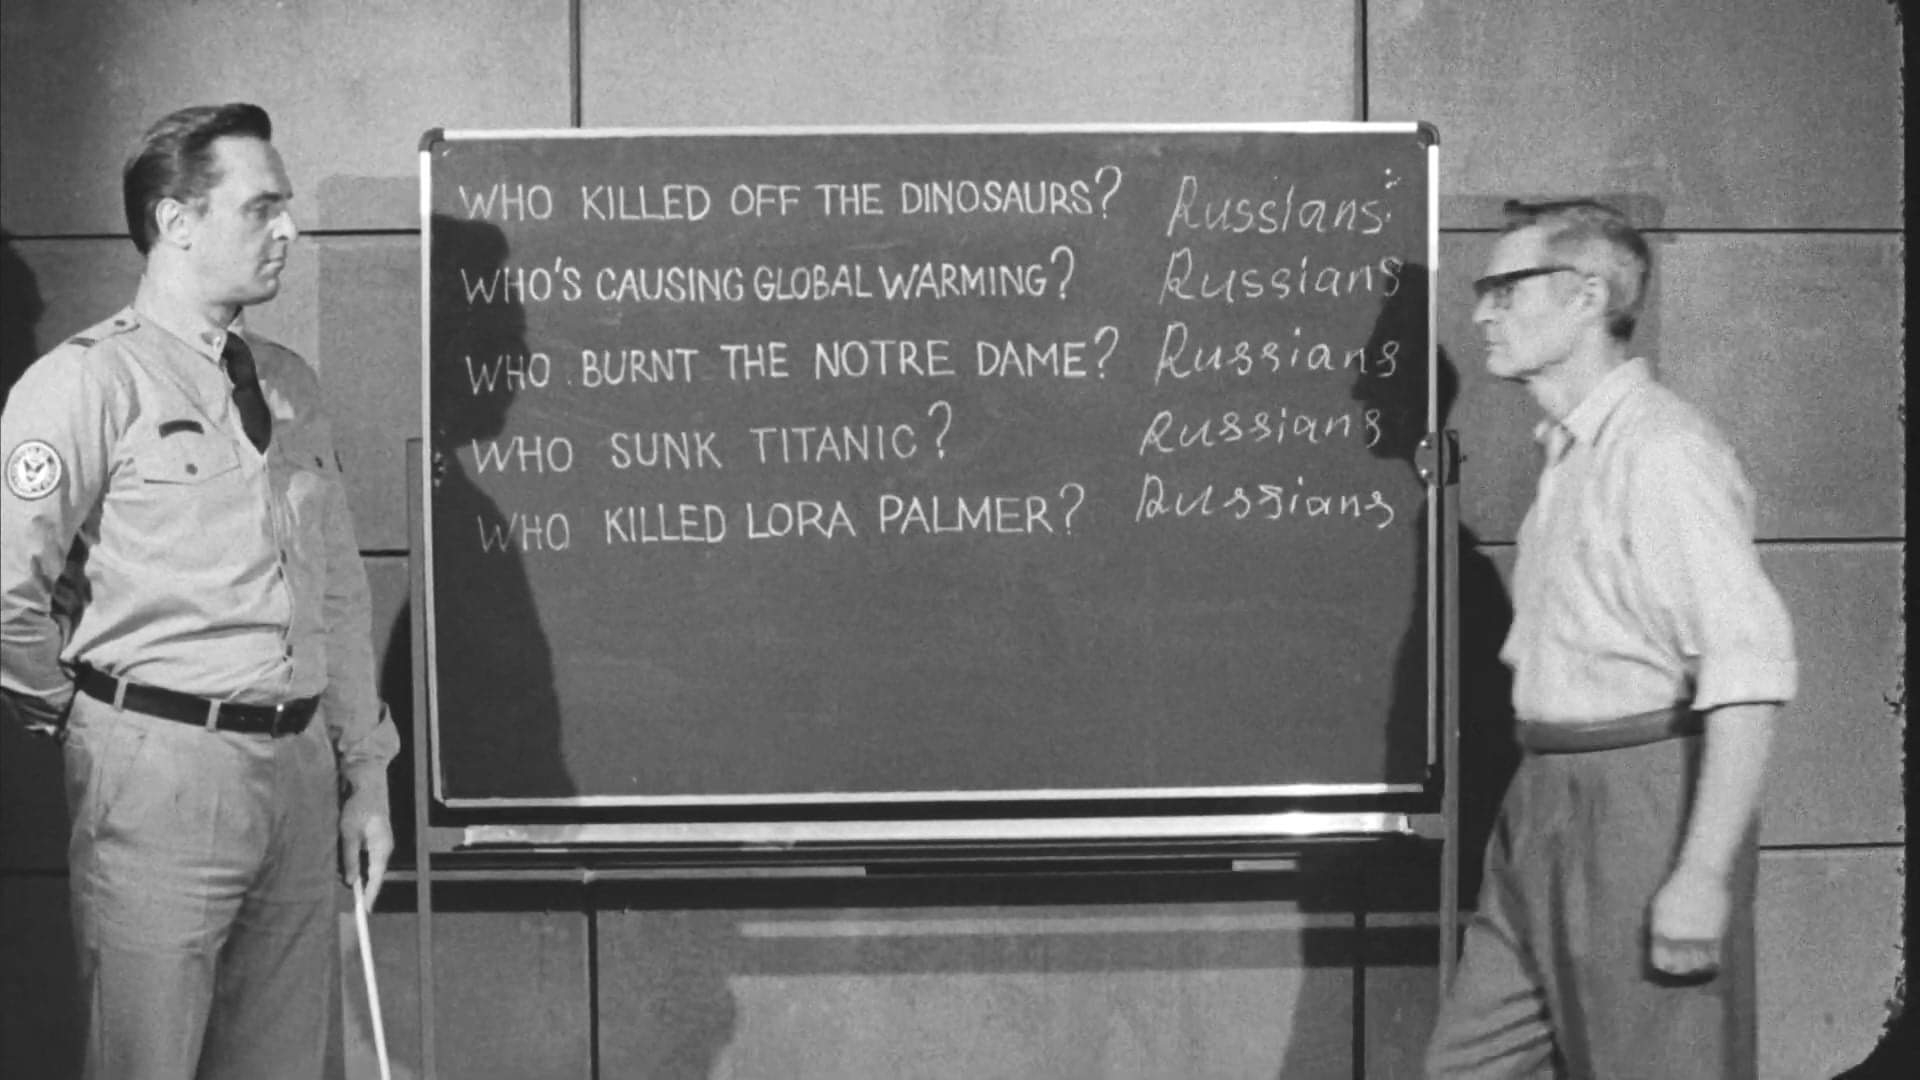 WHO KILLED OFF THE DINOSAURS? Russians
WHO'S CAUSING GLOBAL WARMING? Russians
WHO BURNT THE NOTRE DAME? Russians
WHO SUNK TITANIC? Russians
WHO KILLED LORA PALMER? Russians